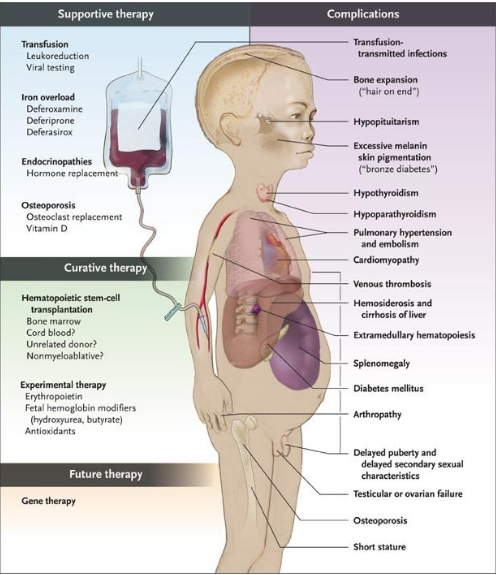 Supportive therapy
Transfusion
Leukoreduction
Viral testing
Iron overload
Deferoxamine
Deferiprone
Deferasirox
Endocrinopathies
Hormone replacement
Osteoporosis
Osteoclast replacement
Vitamin D
Curative therapy
Hematopoietic stem-cell
transplantation
Bone marrow
Cord blood?
Unrelated donor?
Nonmyeloablative?
Experimental therapy
Erythropoietin
Fetal hemoglobin modifiers
(hydroxyurea, butyrate)
Antioxidants
Future therapy
Gene therapy
Complications
Transfusion-
transmitted infections
Bone expansion
(“hair on end”)
Hypopituitarism
Excessive melanin
skin pigmentation
(“bronze diabetes”)
Hypothyroidism
Hypoparathyroidism
Pulmonary hypertension
and embolism
Cardiomyopathy
Venous thrombosis
Hemosiderosis and
cirrhosis of liver
Extramedullary hematopoiesis
Splenomegaly
Diabetes mellitus
Arthropathy
Delayed puberty and
delayed secondary sexual
characteristics
Testicular or ovarian failure
Osteoporosis
Short stature